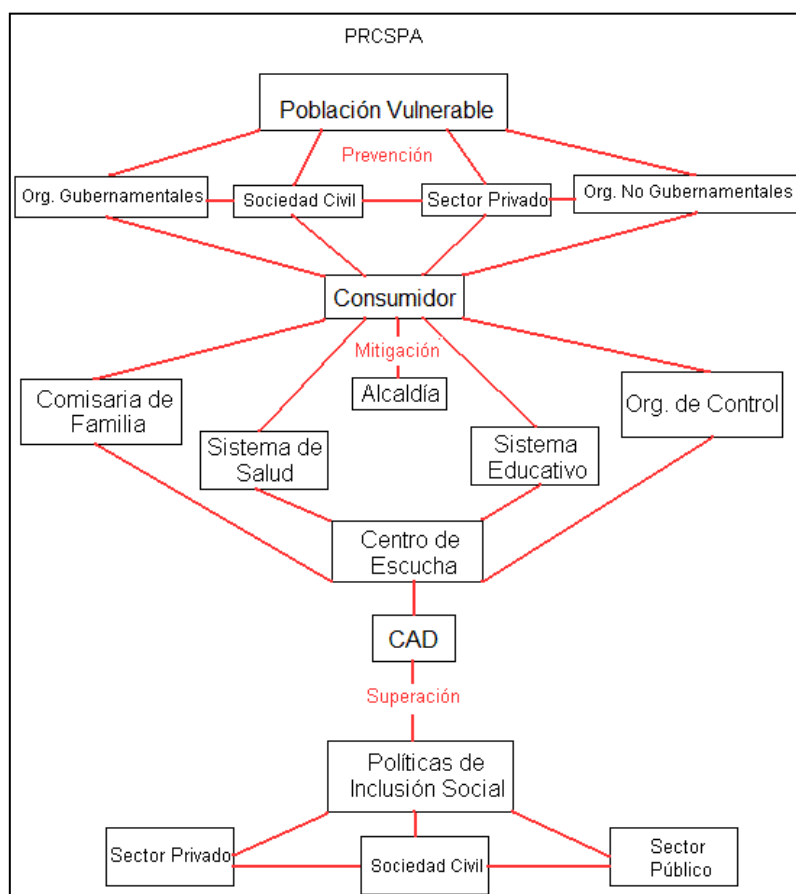 PRCSPA
Población Vulnerable
Prevención
Org. Gubernamentales
Sociedad Civil
Sector Privado
Org. No Gubernamentales
Consumidor
Mitigación
Comisaria de
Familia
Alcaldía
Org. de Control
Sistema de
Salud
Sistema
Educativo
Centro de
Escucha
CAD
Superación
Políticas de
Inclusión Social
Sector Privado
Sociedad Civil
Sector
Público